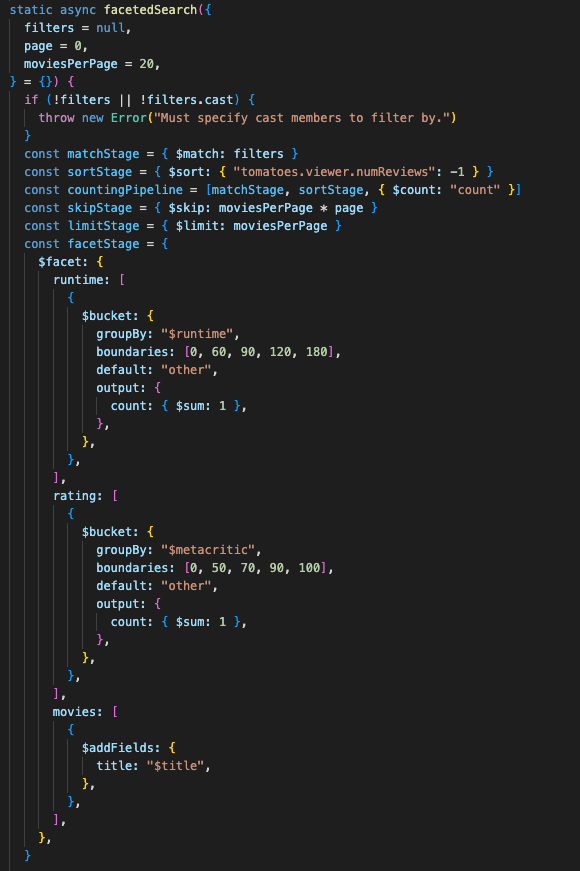 static async facetedSearch({
  filters = null,
  page = 0,
  moviesPerPage = 20,
} = {}) {
  if (!filters || !filters.cast) {
    throw new Error("Must specify cast members to filter by.")
  }
  const matchStage = { $match: filters }
  const sortStage = { $sort: { "tomatoes.viewer.numReviews": -1 } }
  const countingPipeline = [matchStage, sortStage, { $count: "count" }]
  const skipStage = { $skip: moviesPerPage * page }
  const limitStage = { $limit: moviesPerPage }
  const facetStage = {
    $facet: {
      runtime: [
        {
          $bucket: {
            groupBy: "$runtime",
            boundaries: [0, 60, 90, 120, 180],
            default: "other",
            output: {
              count: { $sum: 1 },
            },
          },
        },
      ],
      rating: [
        {
          $bucket: {
            groupBy: "$metacritic",
            boundaries: [0, 50, 70, 90, 100],
            default: "other",
            output: {
              count: { $sum: 1 },
            },
          },
        },
      ],
      movies: [
        {
          $addFields: {
            title: "$title",
          },
        },
      ],
    },
  }